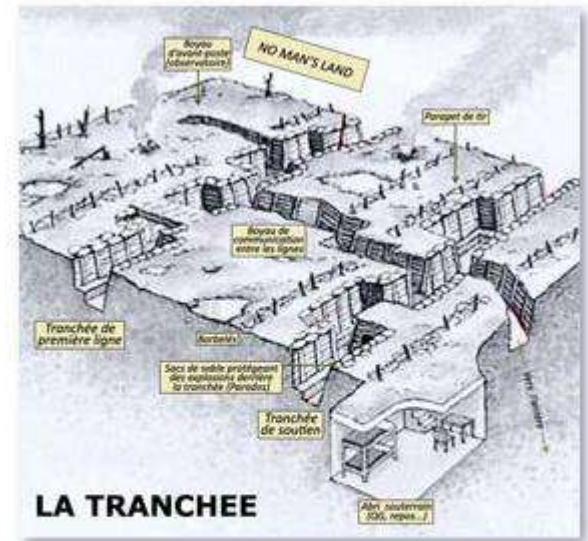 Boyau
d'avant-poste
(observatoire)
NO MAN'S LAND
Parapet de tir
Boyau de
communication
entre les lignes
Tranchée de
première ligne
Barbelés
Sacs de sable protégeant
des explosions derrière
la tranchée (Parados)
Tranchée
de soutien
Vers l'arrière
LA TRANCHEE
Abri souterrain
(QG, repos...)